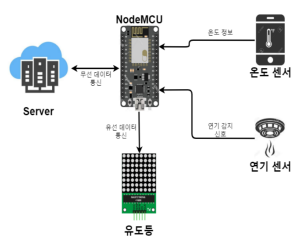 NodeMCU
온도 정보
무선 데이터
통신
온도 센서
Server
유선 데이터
통신
연기 감지
신호
연기 센서
유도등